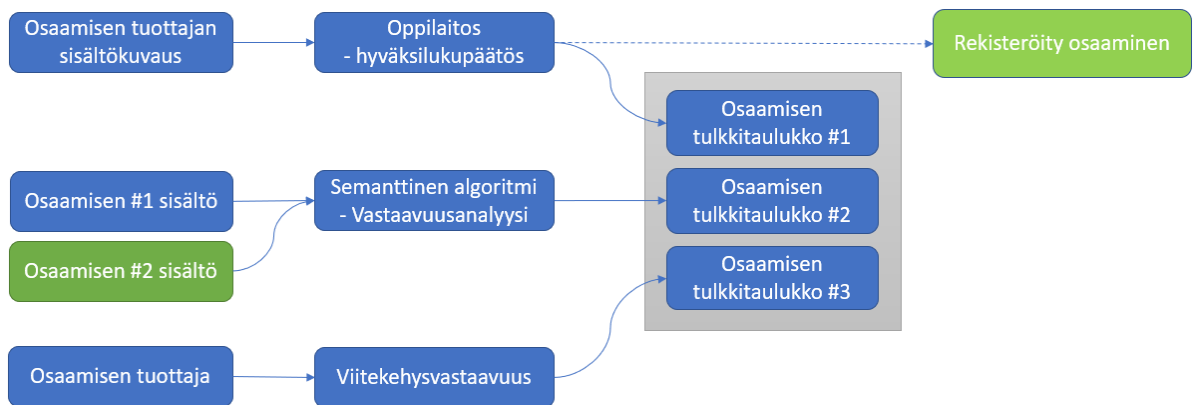 Osaamisen tuottajan
sisältökuvaus
Oppilaitos
- hyväksilukupäätös
Rekisteröity osaaminen
Osaamisen
tulkkitaulukko #1
Osaamisen #1 sisältö
Semanttinen algoritmi
- Vastaavuusanalyysi
Osaamisen
tulkkitaulukko #2
Osaamisen #2 sisältö
Osaamisen
tulkkitaulukko #3
Osaamisen tuottaja
Viitekehysvastaavuus